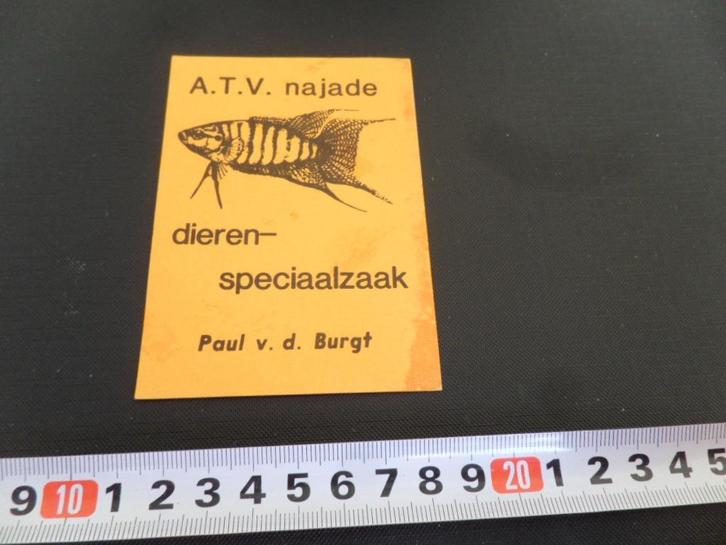 A.T.V. najade
dieren-
speciaalzaak
Paul v. d. Burgt
9 10 1 2 3 4 5 6 7 8 9 20 1 2 3 4 5